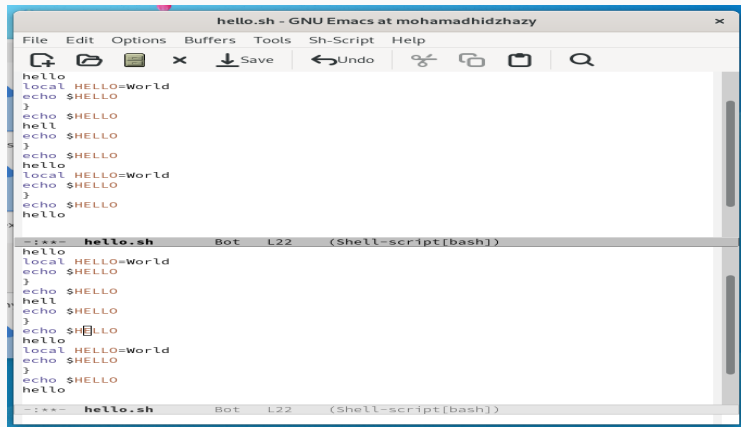 hello.sh - GNU Emacs at mohamadhidzhazy
File Edit Options Buffers Tools Sh-Script Help
Save Undo
hello
local HELLO=World
echo $HELLO
}
echo $HELLO
hell
echo $HELLO
}
echo $HELLO
hello
local HELLO=World
echo $HELLO
}
echo $HELLO
hello
-:**- hello.sh Bot L22 (Shell-script[bash])
hello
local HELLO=World
echo $HELLO
}
echo $HELLO
hell
echo $HELLO
}
echo $HELLO
hello
local HELLO=World
echo $HELLO
}
echo $HELLO
hello
-:**- hello.sh Bot L22 (Shell-script[bash])